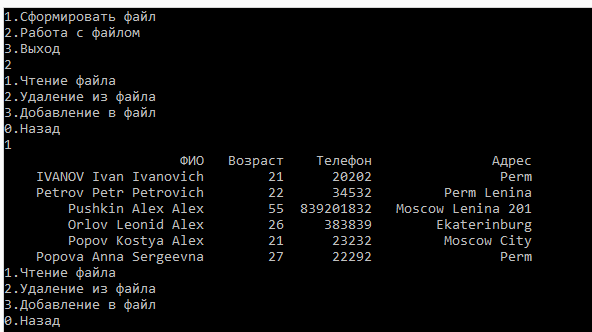 1.Сформировать файл
2.Работа с файлом
3.Выход
2
1.Чтение файла
2.Удаление из файла
3.Добавление в файл
0.Назад
1
ФИО Возраст Телефон Адрес
IVANOV Ivan Ivanovich 21 20202 Perm
Petrov Petr Petrovich 22 34532 Perm Lenina
Pushkin Alex Alex 55 839201832 Moscow Lenina 201
Orlov Leonid Alex 26 383839 Ekaterinburg
Popov Kostya Alex 21 23232 Moscow City
Popova Anna Sergeevna 27 22292 Perm
1.Чтение файла
2.Удаление из файла
3.Добавление в файл
0.Назад